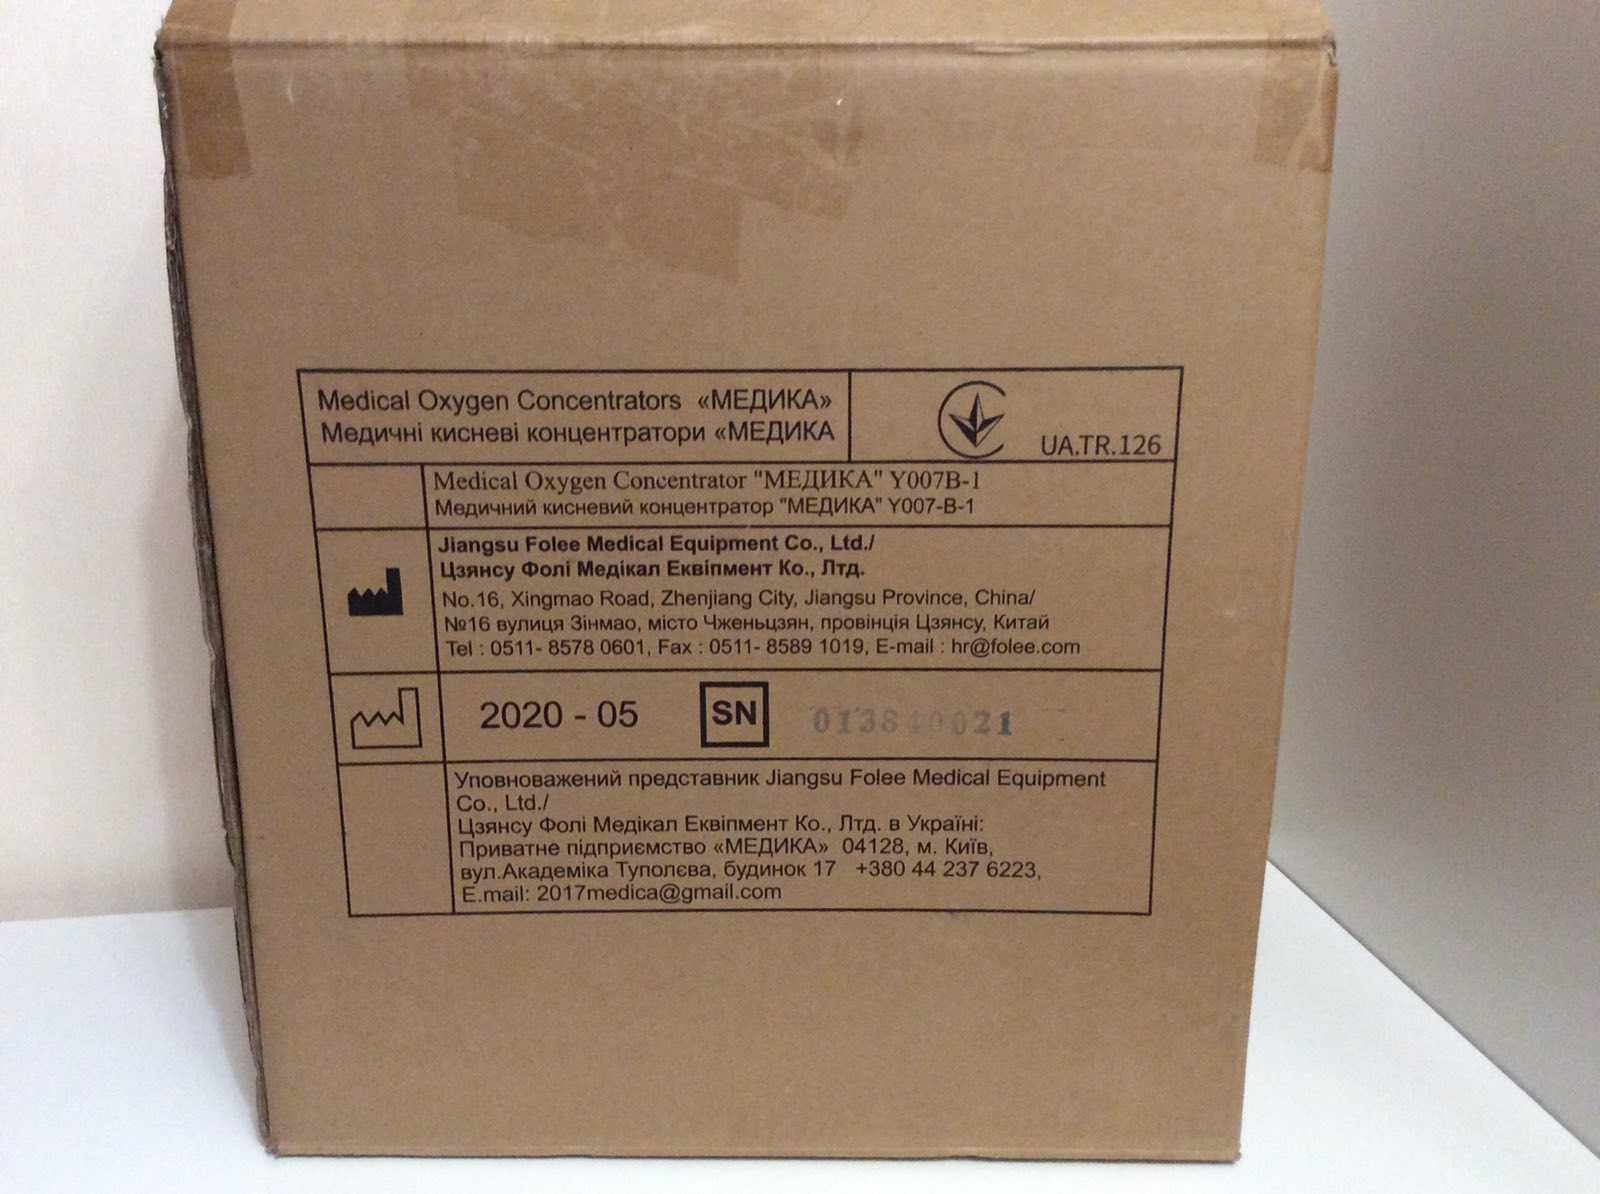 Medical Oxygen Concentrators «МЕДИКА»
Медичні кисневі концентратори «МЕДИКА
UA.TR.126
Medical Oxygen Concentrator "МЕДИКА" Y007B-1
Медичний кисневий концентратор "МЕДИКА" Y007-B-1
Jiangsu Folee Medical Equipment Co., Ltd./
Цзянсу Фолі Медікал Еквіпмент Ко., Лтд.
No.16, Xingmao Road, Zhenjiang City, Jiangsu Province, China/
№16 вулиця Зінмао, місто Чженьцзян, провінція Цзянсу, Китай
Tel : 0511- 8578 0601, Fax : 0511- 8589 1019, E-mail : hr@folee.com
2020 - 05 SN 013840021
Уповноважений представник Jiangsu Folee Medical Equipment
Co., Ltd./
Цзянсу Фолі Медікал Еквіпмент Ко., Лтд. в Україні:
Приватне підприємство «МЕДИКА» 04128, м. Київ,
вул.Академіка Туполєва, будинок 17 +380 44 237 6223,
E.mail: 2017medica@gmail.com